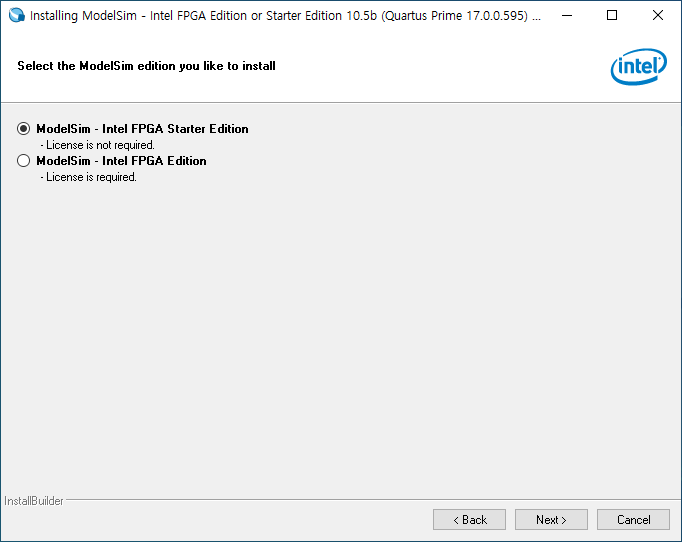 Installing ModelSim - Intel FPGA Edition or Starter Edition 10.5b (Quartus Prime 17.0.0.595) ...
Select the ModelSim edition you like to install
intel
ModelSim - Intel FPGA Starter Edition
- License is not required.
ModelSim - Intel FPGA Edition
- License is required.
InstallBuilder
< Back
Next >
Cancel